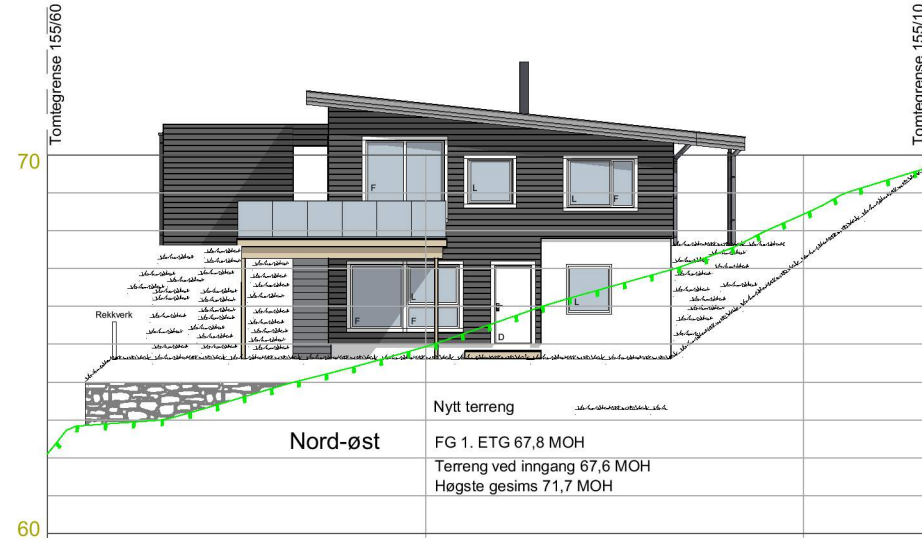 Tomtegrense 155/60
Tomtegrense 155/10
70
F
L
L
F
L
F
F
L
D
Rekkverk
Nytt terreng
Nord-øst
FG 1. ETG 67,8 MOH
Terreng ved inngang 67,6 MOH
Høgste gesims 71,7 MOH
60